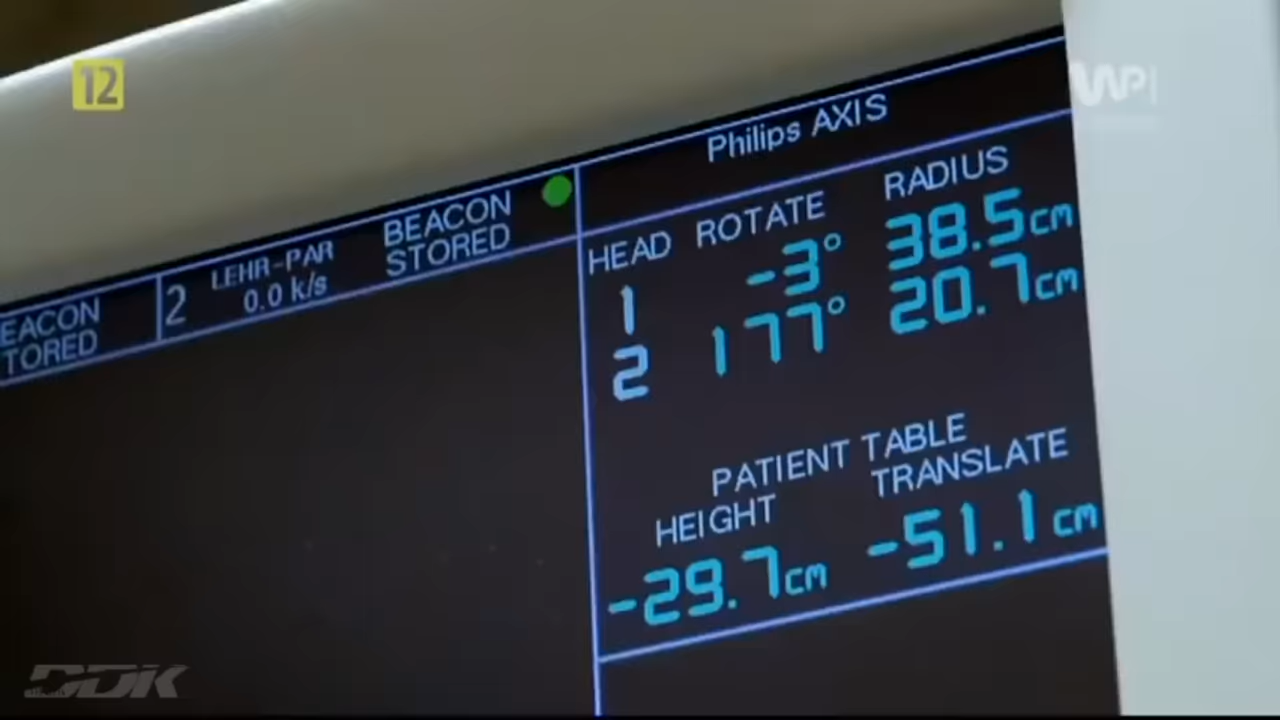 12
WP
Philips AXIS
EACON
TORED
2
LEHR-PAR
0.0 k/s
BEACON
STORED
HEAD ROTATE RADIUS
1 -3° 38.5cm
2 177° 20.7cm
PATIENT TABLE
HEIGHT TRANSLATE
-29.7cm -51.1cm
DDK